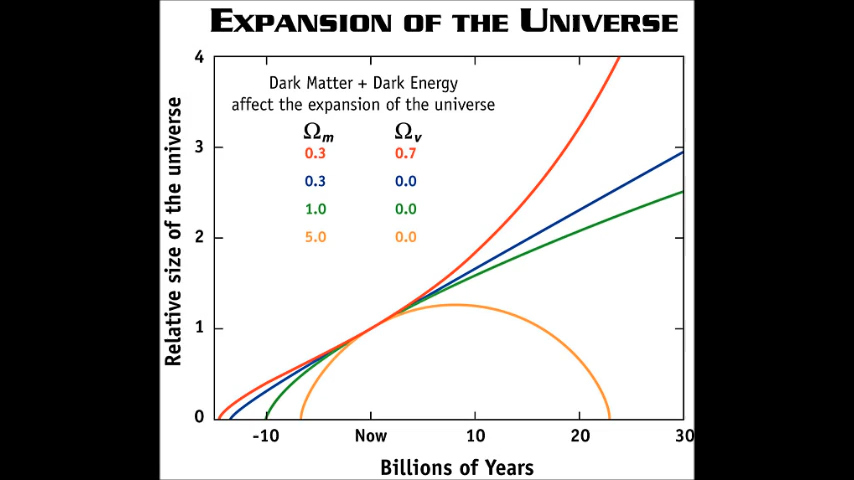 EXPANSION OF THE UNIVERSE
Dark Matter + Dark Energy
affect the expansion of the universe
Ωm Ωv
0.3 0.7
0.3 0.0
1.0 0.0
5.0 0.0
Relative size of the universe
4
3
2
1
0
-10 Now 10 20 30
Billions of Years